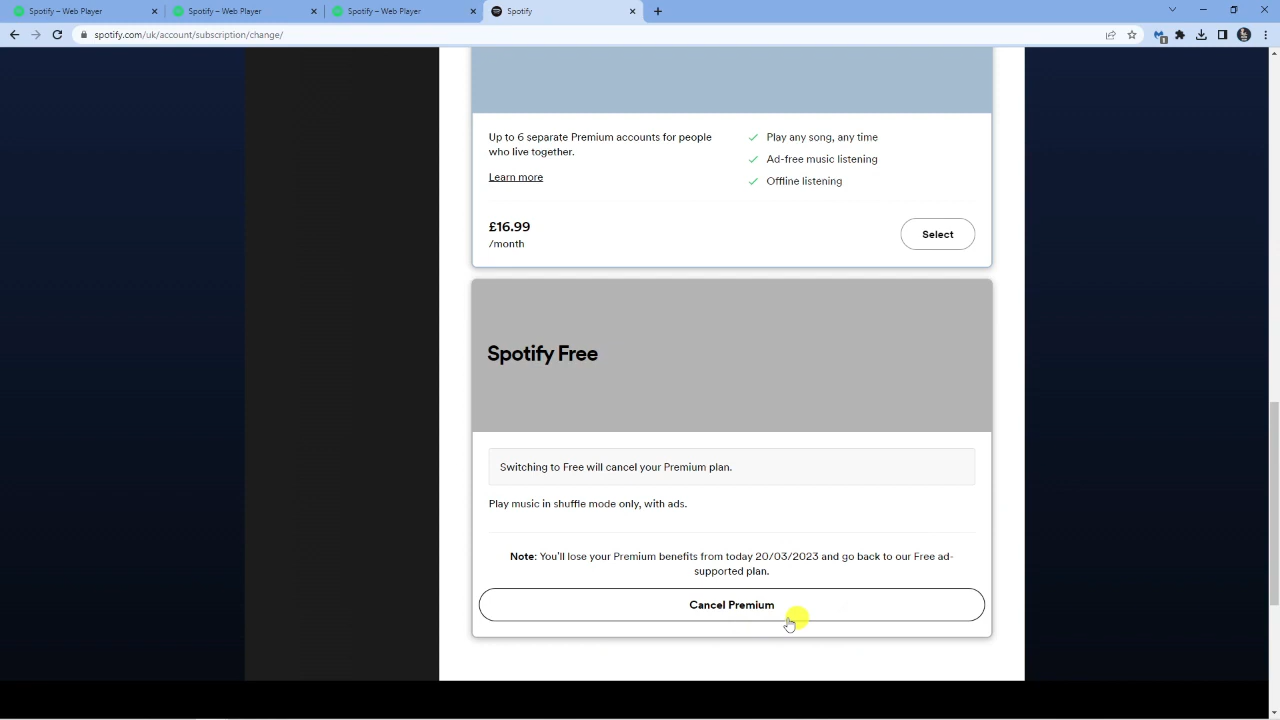 Spotify – Web Player
Spotify – Web Player
Spotify – Web Player
Spotify
spotify.com/uk/account/subscription/change/
1
Up to 6 separate Premium accounts for people
who live together.
Learn more
Play any song, any time
Ad-free music listening
Offline listening
£16.99
/month
Select
Spotify Free
Switching to Free will cancel your Premium plan.
Play music in shuffle mode only, with ads.
Note: You'll lose your Premium benefits from today 20/03/2023 and go back to our Free ad-
supported plan.
Cancel Premium